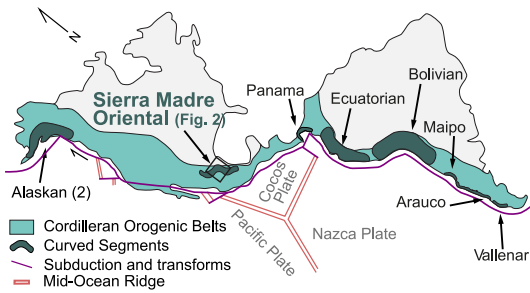 N
Sierra Madre
Oriental (Fig. 2)
Panama
Ecuatorian
Bolivian
Maipo
Alaskan (2)
Cocos
Plate
Pacific Plate
Nazca Plate
Arauco
Vallenar
Cordilleran Orogenic Belts
Curved Segments
Subduction and transforms
Mid-Ocean Ridge